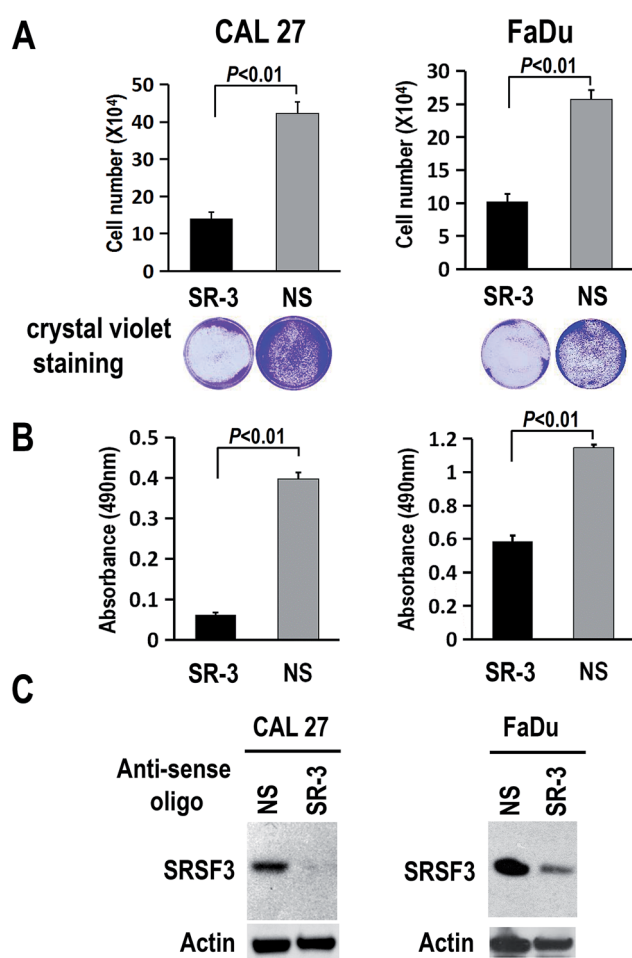 A
CAL 27
FaDu
P<0.01
P<0.01
Cell number (X10⁴)
50
40
30
20
10
0
Cell number (X10⁴)
30
25
20
15
10
5
0
SR-3 NS
SR-3 NS
crystal violet
staining
B
P<0.01
P<0.01
Absorbance (490nm)
0.5
0.4
0.3
0.2
0.1
0
Absorbance (490nm)
1.2
1
0.8
0.6
0.4
0.2
0
SR-3 NS
SR-3 NS
C
CAL 27
FaDu
Anti-sense
oligo
NS
SR-3
NS
SR-3
SRSF3
SRSF3
Actin
Actin